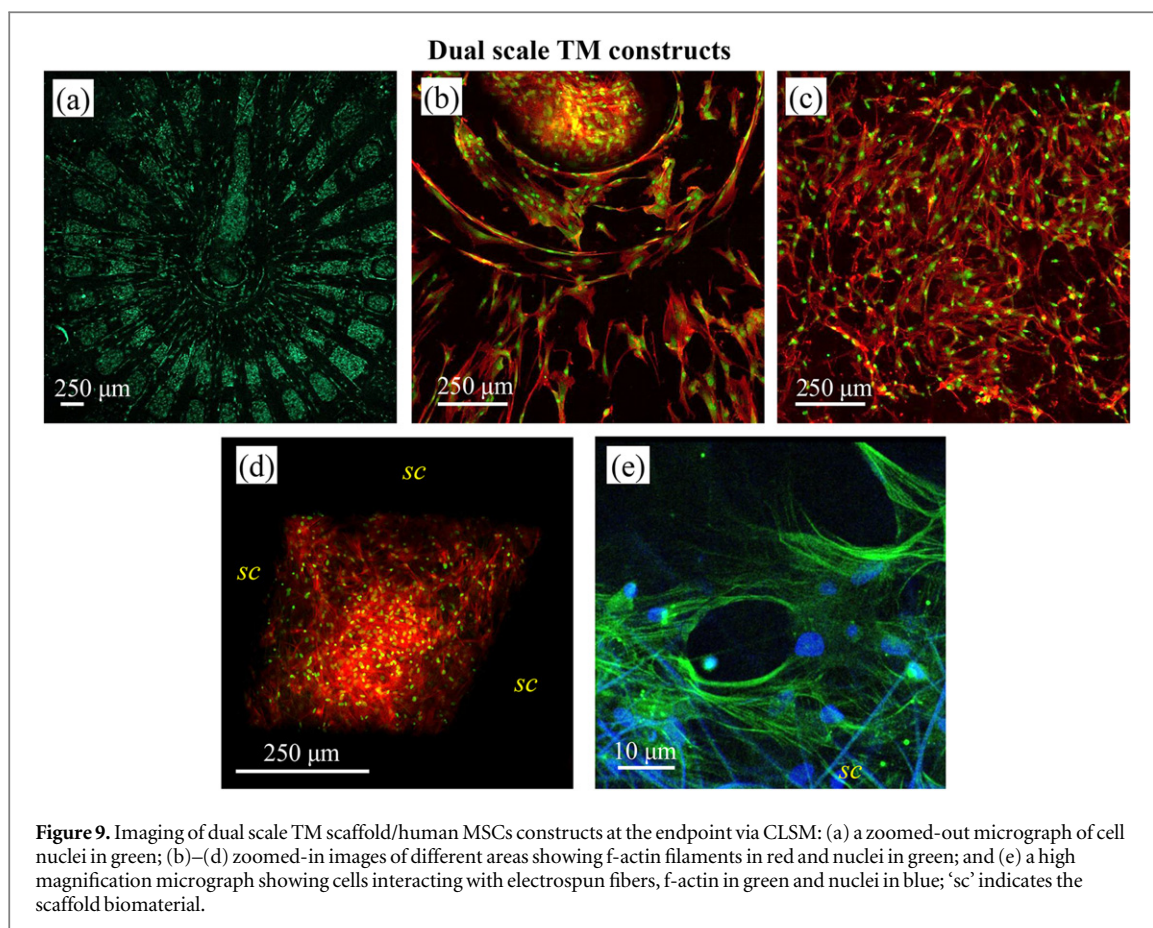 Dual scale TM constructs
(a)
250 μm
(b)
250 μm
(c)
250 μm
(d)
sc
sc
sc
250 μm
(e)
10 μm
sc
Figure 9. Imaging of dual scale TM scaffold/human MSCs constructs at the endpoint via CLSM: (a) a zoomed-out micrograph of cell
nuclei in green; (b)–(d) zoomed-in images of different areas showing f-actin filaments in red and nuclei in green; and (e) a high
magnification micrograph showing cells interacting with electrospun fibers, f-actin in green and nuclei in blue; ‘sc’ indicates the
scaffold biomaterial.